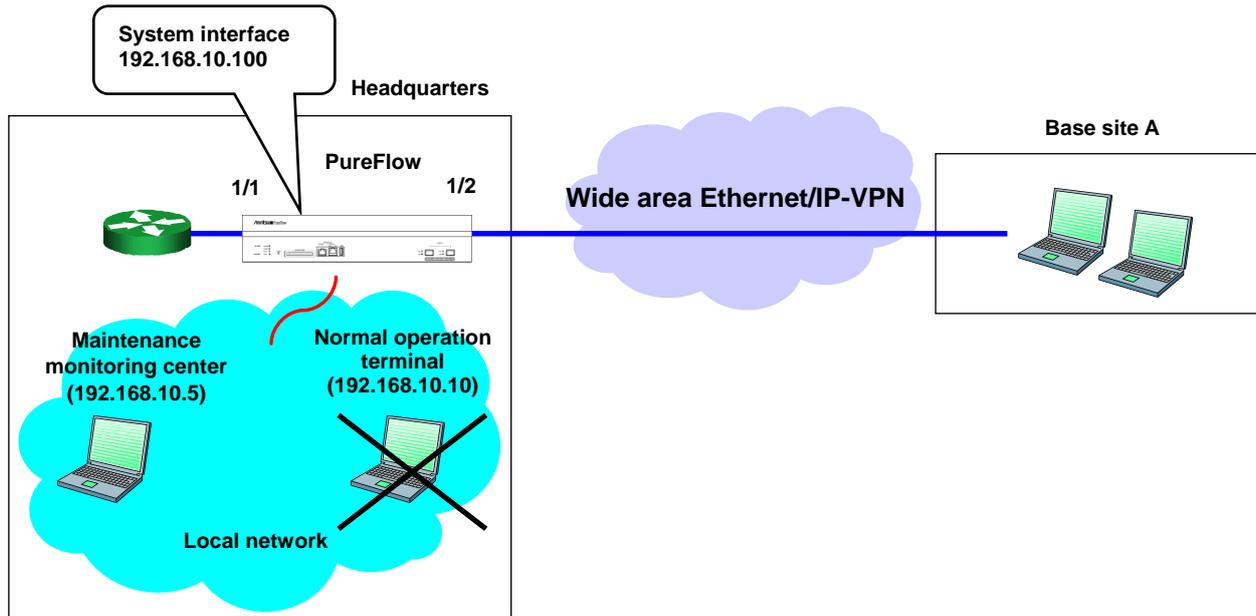 System interface
192.168.10.100
Headquarters
Base site A
PureFlow
1/1
1/2
Wide area Ethernet/IP-VPN
Maintenance
monitoring center
(192.168.10.5)
Normal operation
terminal
(192.168.10.10)
Local network